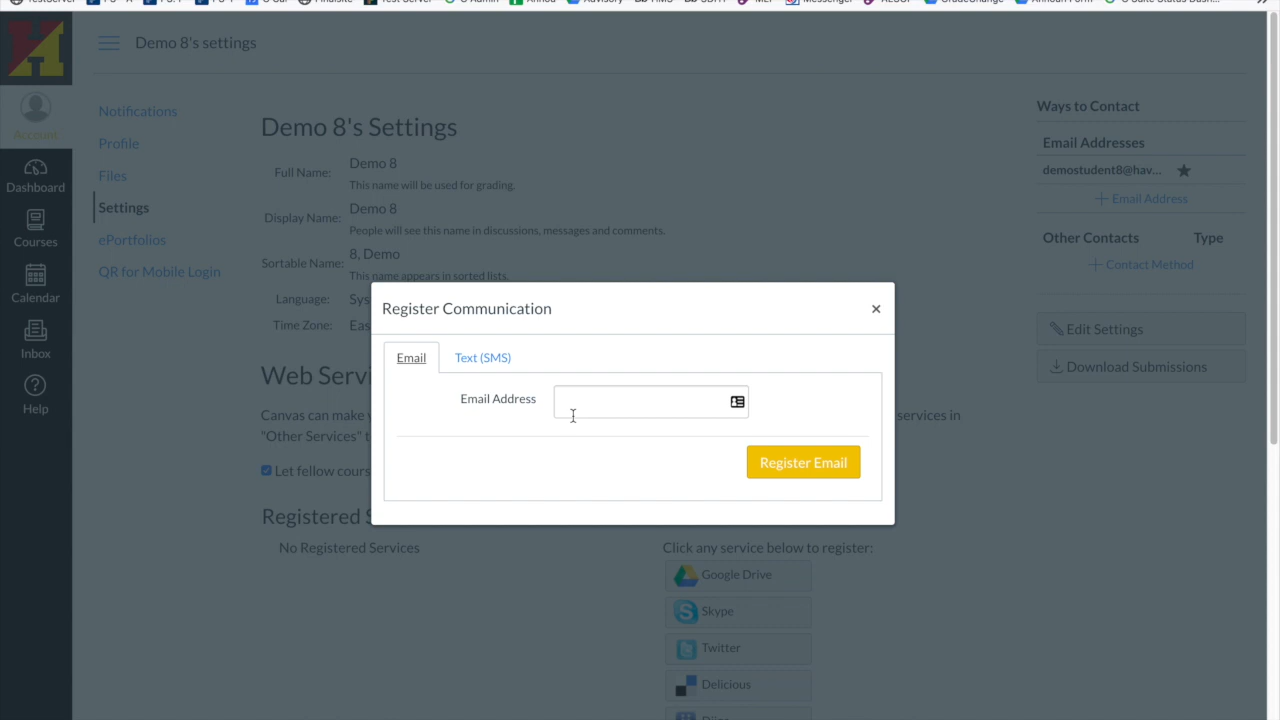 Demo 8's settings
Account
Dashboard
Courses
Calendar
Inbox
Help
Notifications
Profile
Files
Settings
ePortfolios
QR for Mobile Login
Demo 8's Settings
Full Name: Demo 8
This name will be used for grading.
Display Name: Demo 8
People will see this name in discussions, messages and comments.
Sortable Name: 8, Demo
This name appears in sorted lists.
Language: Sys
Time Zone: Eas
Web Servi
Canvas can make services in
"Other Services" t
Let fellow cours
Registered S
No Registered Services
Click any service below to register:
Google Drive
Skype
Twitter
Delicious
Register Communication ×
Email Text (SMS)
Email Address
Register Email
Ways to Contact
Email Addresses
demostudent8@hav...
Email Address
Other Contacts Type
Contact Method
Edit Settings
Download Submissions